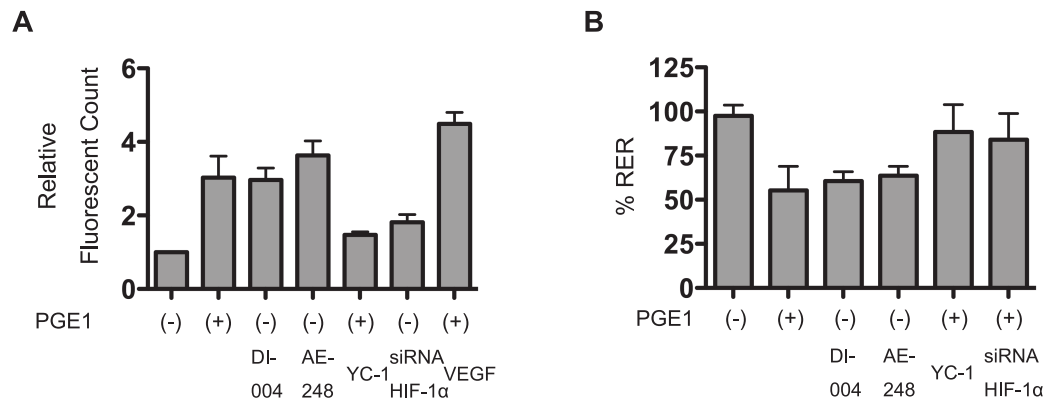 A
Relative
Fluorescent Count
6
4
2
0
PGE1 (-) (+) (-) (-) (+) (-) (+)
DI-004 AE-248 YC-1 siRNA HIF-1α VEGF
B
% RER
125
100
75
50
25
0
PGE1 (-) (+) (-) (-) (+) (+)
DI-004 AE-248 YC-1 siRNA HIF-1α